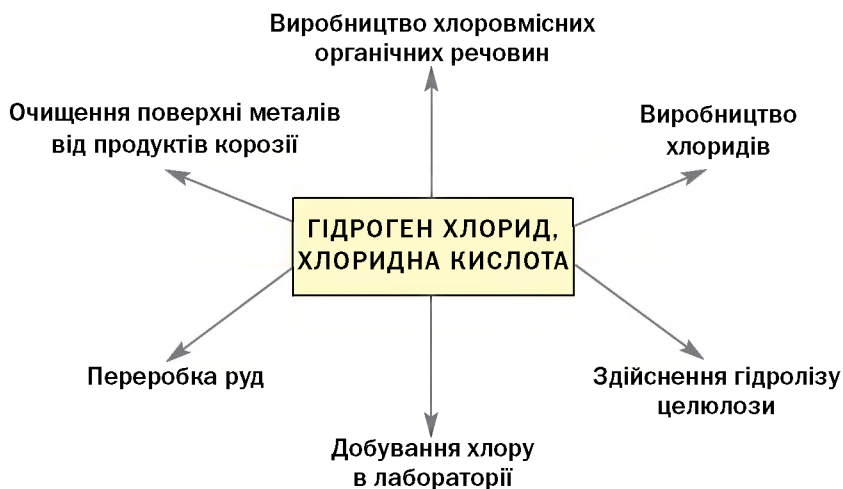 Виробництво хлоровмісних
органічних речовин
Очищення поверхні металів
від продуктів корозії
Виробництво
хлоридів
ГІДРОГЕН ХЛОРИД,
ХЛОРИДНА КИСЛОТА
Переробка руд
Здійснення гідролізу
целюлози
Добування хлору
в лабораторії